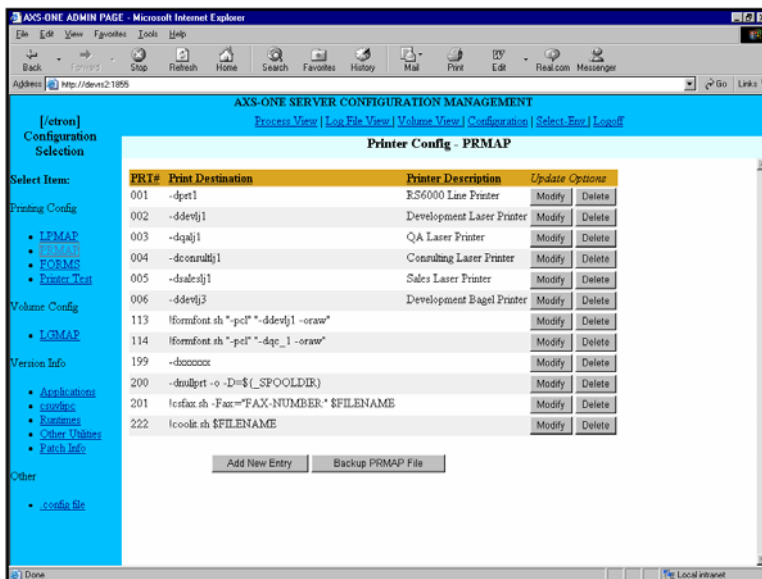 AXS-ONE ADMIN PAGE - Microsoft Internet Explorer
File Edit View Favorites Tools Help
Back Forward Stop Refresh Home Search Favorites History Mail Print Edit Real.com Messenger
Address http://devrs2:1855 Go Links
AXS-ONE SERVER CONFIGURATION MANAGEMENT
Process View | Log File View | Volume View | Configuration | Select-Env | Logoff
[/etron]
Configuration
Selection
Printer Config - PRMAP
Select Item:
Printing Config
• LPMAP
• PRMAP
• FORMS
• Printer Test
Volume Config
• LGMAP
Version Info
• Applications
• csuvlipc
• Runtimes
• Other Utilities
• Patch Info
Other
• .config file
PRT# Print Destination Printer Description Update Options
001 -dprt1 RS6000 Line Printer Modify Delete
002 -ddevlj1 Development Laser Printer Modify Delete
003 -dqalj1 QA Laser Printer Modify Delete
004 -dconsultlj1 Consulting Laser Printer Modify Delete
005 -dsaleslj1 Sales Laser Printer Modify Delete
006 -ddevlj3 Development Bagel Printer Modify Delete
113 !formfont.sh "-pcl" "-ddevlj1 -oraw" Modify Delete
114 !formfont.sh "-pcl" "-dqc_1 -oraw" Modify Delete
199 -dxxxxxx Modify Delete
200 -dnullprt -o -D=$(_SPOOLDIR) Modify Delete
201 !csfax.sh -Fax="FAX-NUMBER:" $FILENAME Modify Delete
222 !coolit.sh $FILENAME Modify Delete
Add New Entry Backup PRMAP File
Done Local intranet